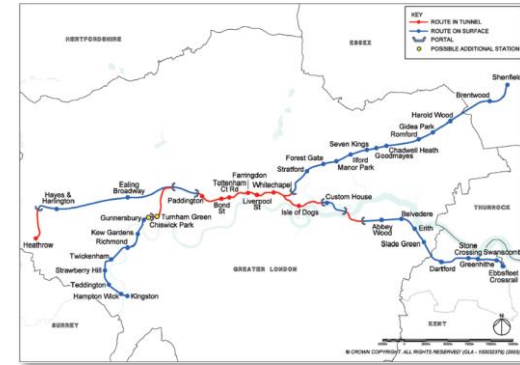 HERTFORDSHIRE
ESSEX
KEY
ROUTE IN TUNNEL
ROUTE ON SURFACE
PORTAL
POSSIBLE ADDITIONAL STATION
Shenfield
Brentwood
Harold Wood
Gidea Park
Romford
Chadwell Heath
Goodmayes
Seven Kings
Ilford
Manor Park
Forest Gate
Stratford
Whitechapel
Farringdon
Tottenham
Ct Rd
Liverpool
St
Bond
St
Paddington
Ealing
Broadway
Hayes &
Harlington
Heathrow
Isle of Dogs
Custom House
Abbey
Wood
Belvedere
Erith
Slade Green
Dartford
Stone
Crossing
Greenhithe
Swanscombe
Ebbsfleet
Crossrail
THURROCK
Gunnersbury
Turnham Green
Chiswick Park
Kew Gardens
Richmond
Twickenham
Strawberry Hill
Teddington
Hampton Wick
Kingston
GREATER LONDON
SURREY
KENT
N
© CROWN COPYRIGHT. ALL RIGHTS RESERVED (GLA - 100032379) (2003)